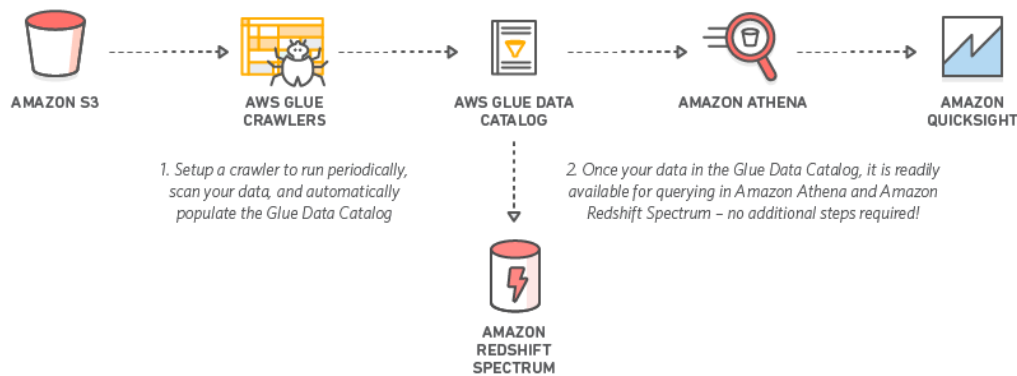 AMAZON S3
AWS GLUE
CRAWLERS
AWS GLUE DATA
CATALOG
AMAZON ATHENA
AMAZON
QUICKSIGHT
1. Setup a crawler to run periodically,
scan your data, and automatically
populate the Glue Data Catalog
2. Once your data in the Glue Data Catalog, it is readily
available for querying in Amazon Athena and Amazon
Redshift Spectrum – no additional steps required!
AMAZON
REDSHIFT
SPECTRUM